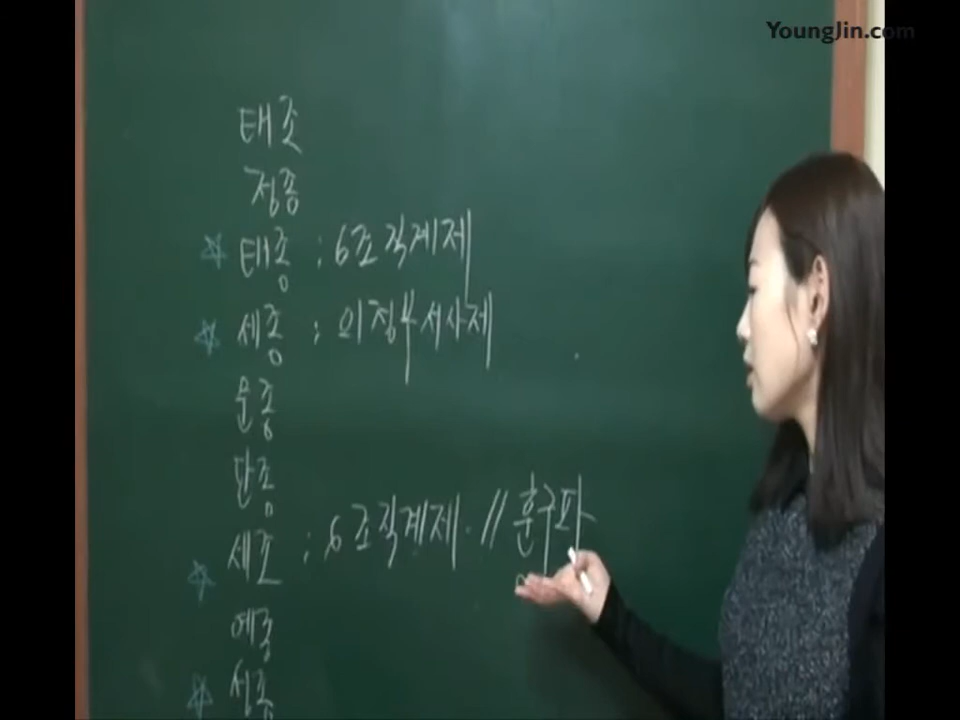 YoungJin.com
태조
정종
☆ 태종 : 6조직계제
☆ 세종 : 의정부서사제
문종
단종
☆ 세조 : 6조직계제. // 훈구파
예종
☆ 성종